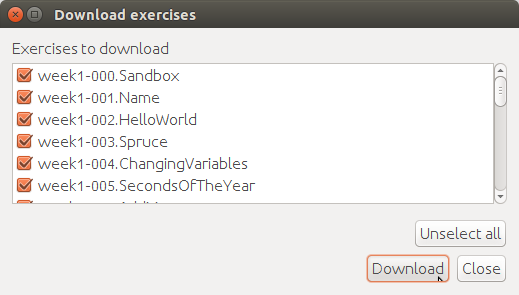 Download exercises
Exercises to download
week1-000.Sandbox
week1-001.Name
week1-002.HelloWorld
week1-003.Spruce
week1-004.ChangingVariables
week1-005.SecondsOfTheYear
Unselect all
Download
Close